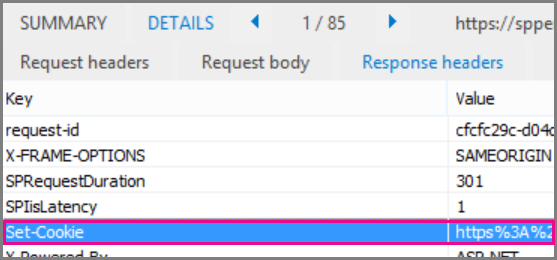 SUMMARY DETAILS 1 / 85 https://sppe
Request headers Request body Response headers
Key Value
request-id cfcfc29c-d04c
X-FRAME-OPTIONS SAMEORIGIN
SPRequestDuration 301
SPIisLatency 1
Set-Cookie https%3A%2
X-Powered-By ASP.NET